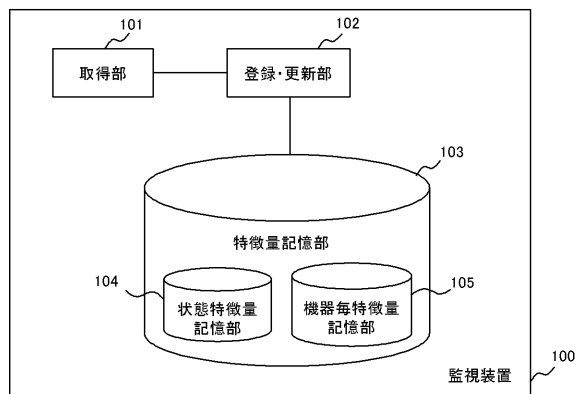 101
102
取得部
登録・更新部
103
特徴量記憶部
104
105
状態特徴量
記憶部
機器毎特徴量
記憶部
監視装置
100